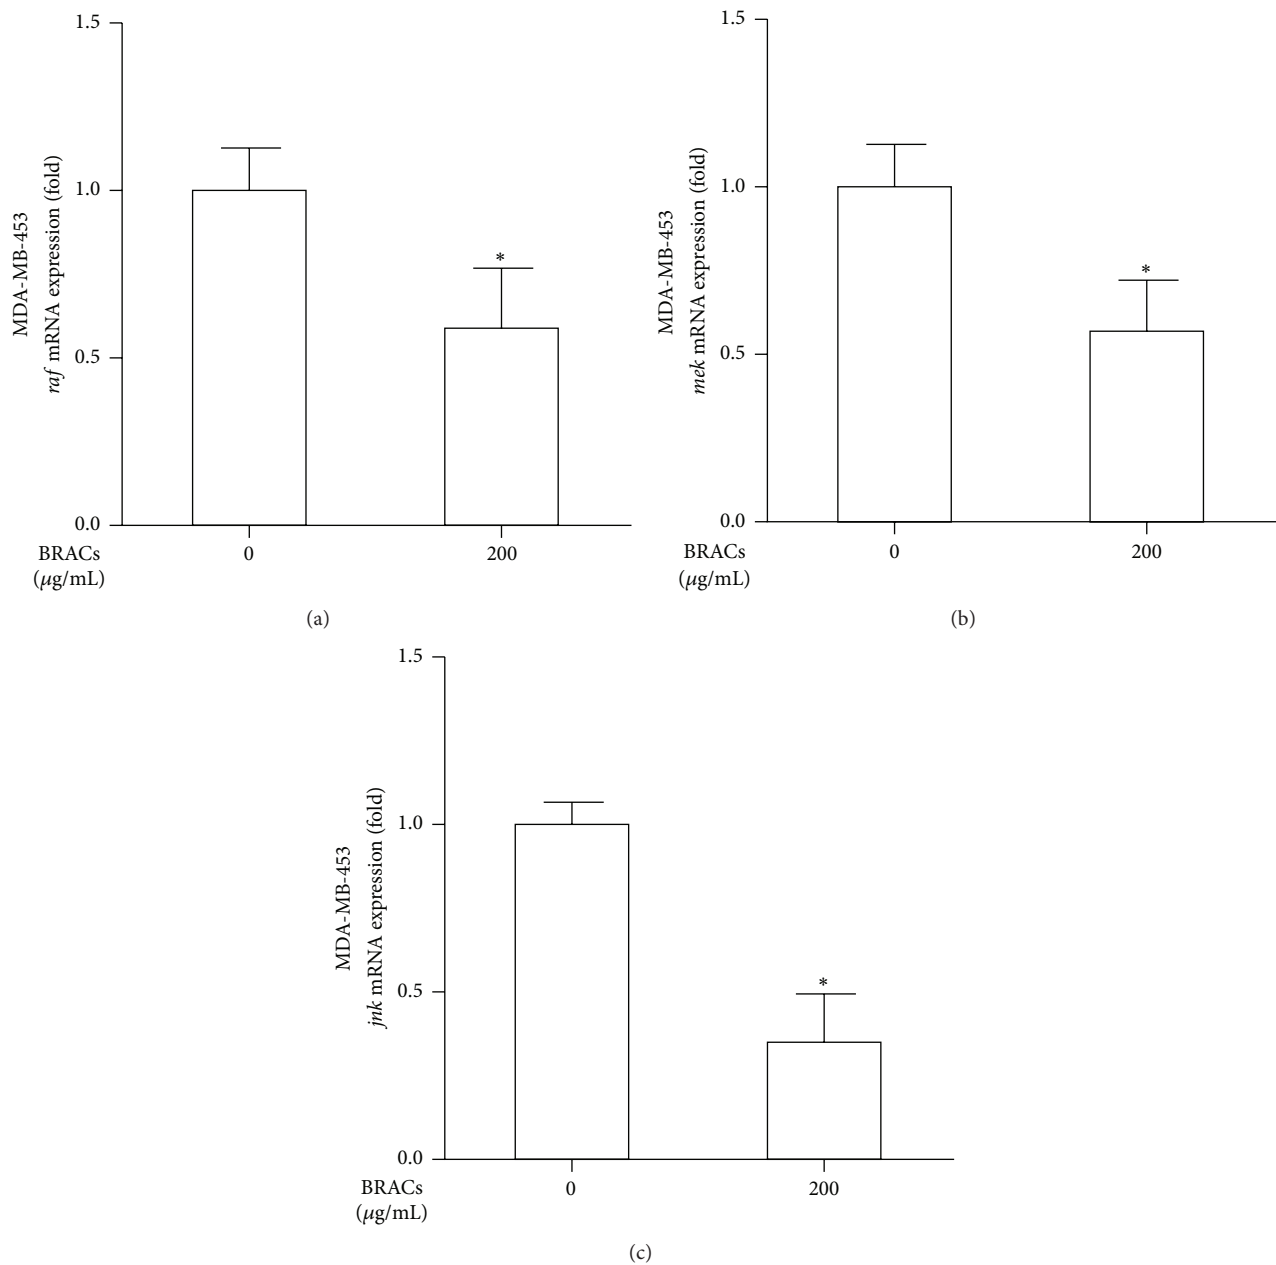 MDA-MB-453
raf mRNA expression (fold)
1.5
1.0
0.5
0.0
*
BRACs
(μg/mL)
0
200
(a)
MDA-MB-453
mek mRNA expression (fold)
1.5
1.0
0.5
0.0
*
BRACs
(μg/mL)
0
200
(b)
MDA-MB-453
jnk mRNA expression (fold)
1.5
1.0
0.5
0.0
*
BRACs
(μg/mL)
0
200
(c)